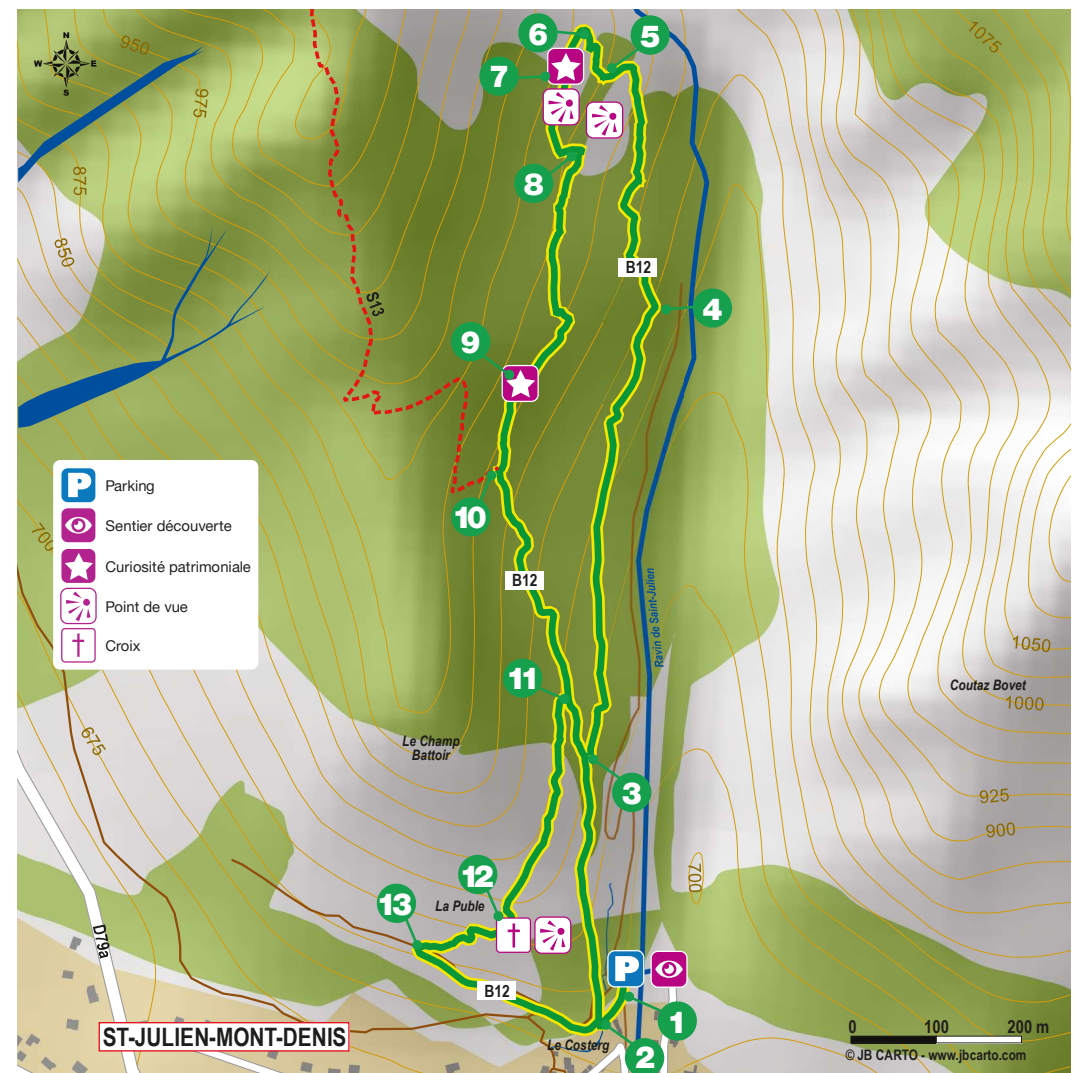 N
W E
S
950
975
875
850
1075
6
5
7
8
B12
4
S13
9
10
B12
Parking
Sentier découverte
Curiosité patrimoniale
Point de vue
Croix
P
700
675
Ravin de Saint-Julien
1050
Coutaz Bovet
1000
11
Le Champ
Battoir
3
925
900
700
12
La Puble
13
D79a
P
B12
1
ST-JULIEN-MONT-DENIS
Le Costerg
2
0 100 200 m
© JB CARTO - www.jbcarto.com